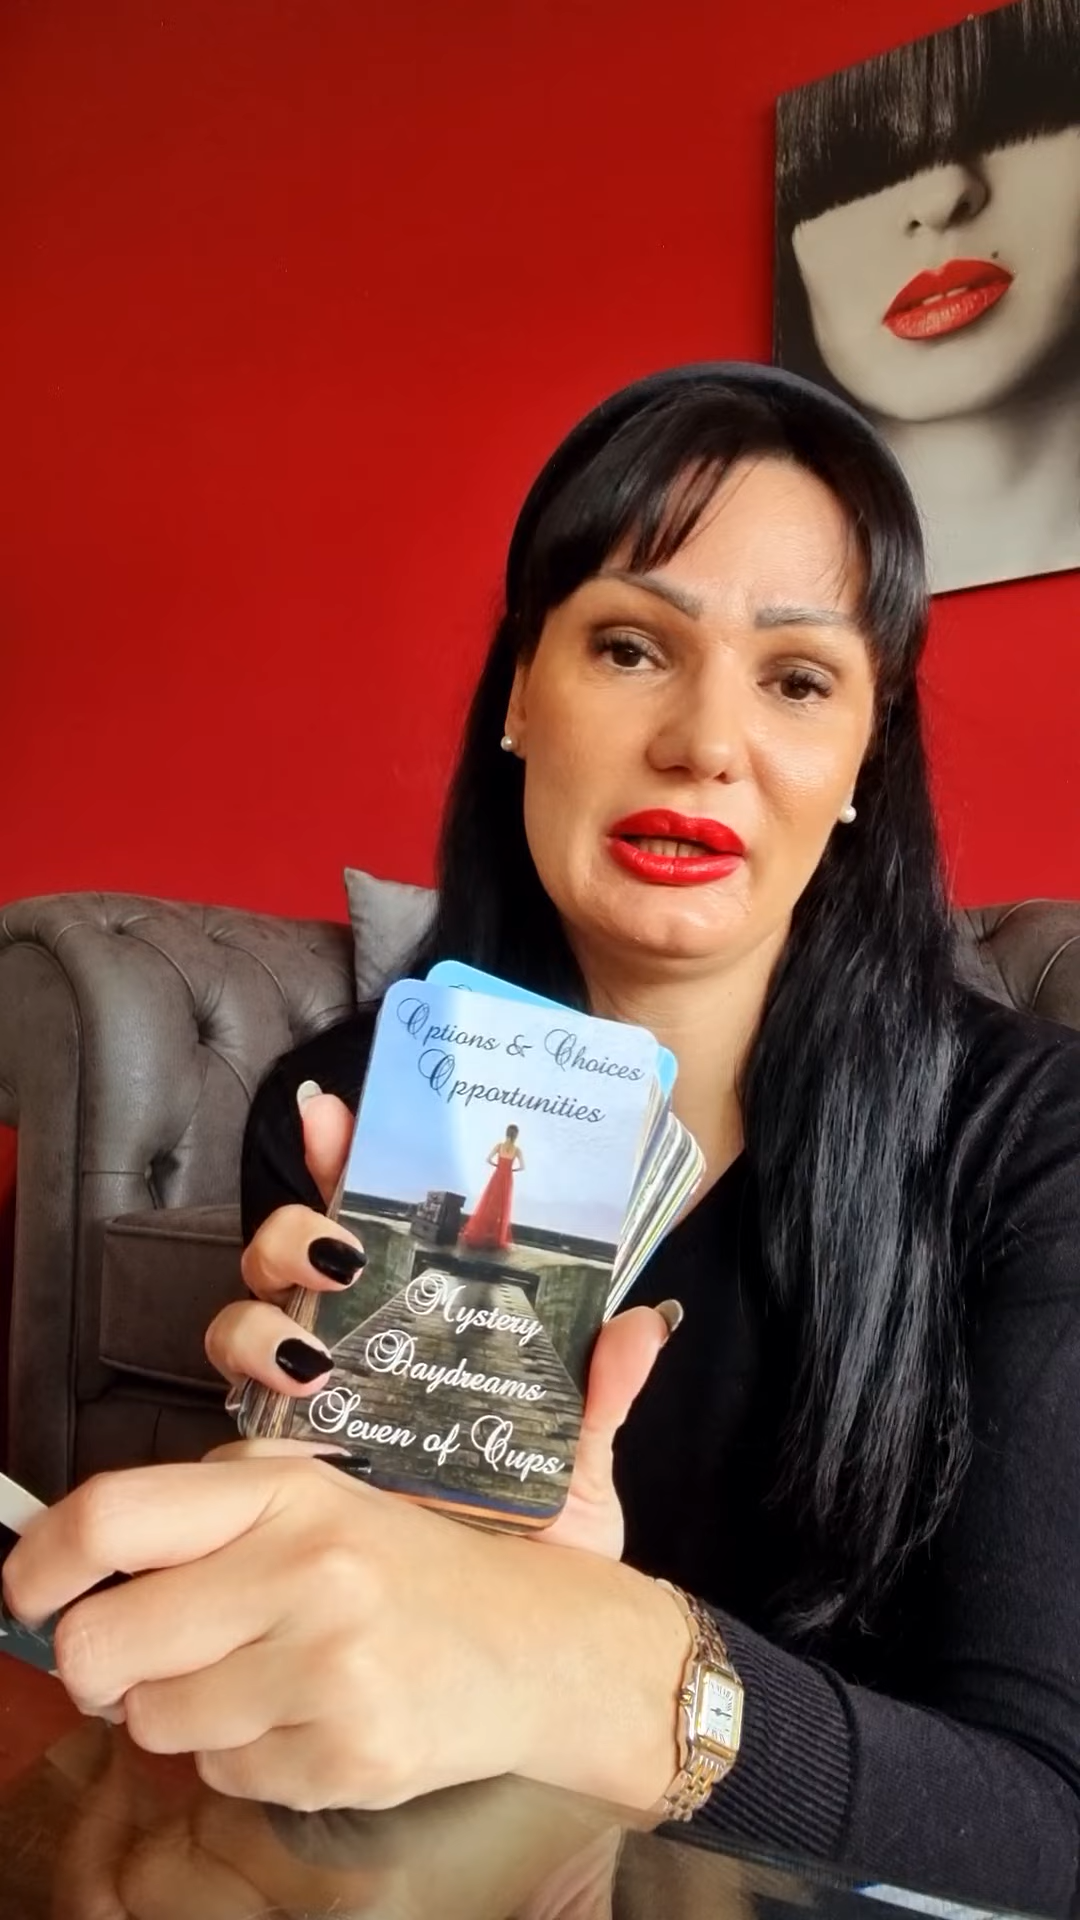 Options & Choices
Opportunities
Mystery
Daydreams
Seven of Cups